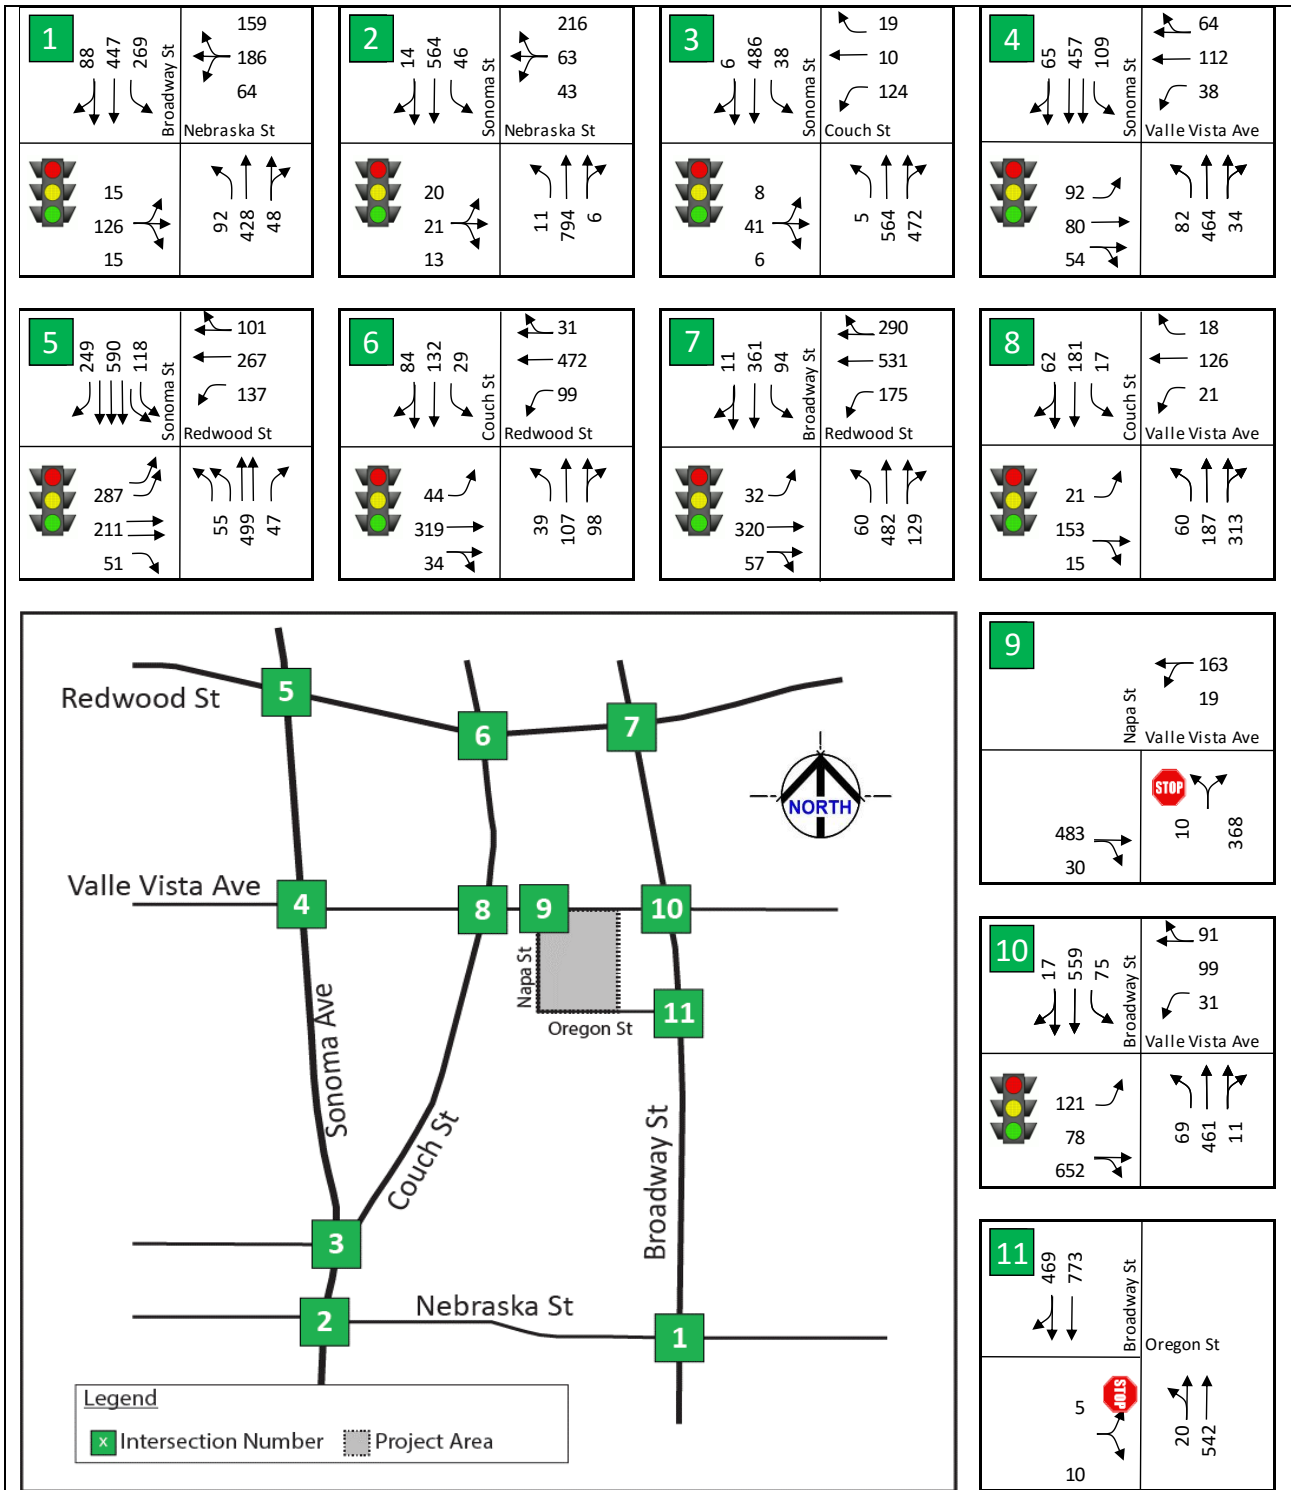 1
88 447 269
Broadway St
159
186
64
Nebraska St
15
126
15
92 428 48
2
14 564 46
Sonoma St
216
63
43
Nebraska St
20
21
13
11 794 6
3
6 486 38
Sonoma St
19
10
124
Couch St
8
41
6
5 564 472
4
65 457 109
Sonoma St
64
112
38
Valle Vista Ave
92
80
54
82 464 34
5
249 590 118
Sonoma St
101
267
137
Redwood St
287
211
51
55 499 47
6
84 132 29
Couch St
31
472
99
Redwood St
44
319
34
39 107 98
7
11 361 94
Broadway St
290
531
175
Redwood St
32
320
57
60 482 129
8
62 181 17
Couch St
18
126
21
Valle Vista Ave
21
153
15
60 187 313
9
Napa St
163
19
Valle Vista Ave
483
30
STOP
10 368
10
17 559 75
Broadway St
91
99
31
Valle Vista Ave
121
78
652
69 461 11
11
469 773
Broadway St
Oregon St
5
10
STOP
20 542
Redwood St
5
6
7
NORTH
Valle Vista Ave
4
8
9
10
Napa St
Oregon St
11
Sonoma Ave
Couch St
Broadway St
3
2
Nebraska St
1
Legend
x Intersection Number
Project Area